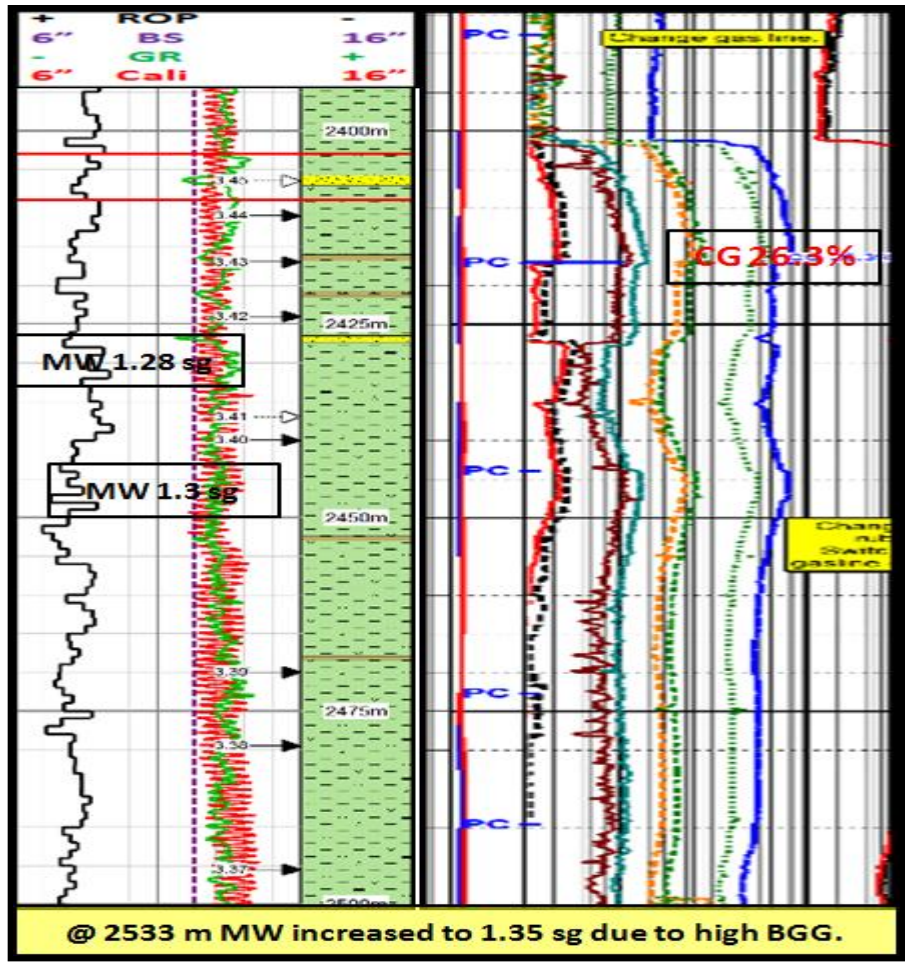 + ROP -
6” BS 16”
- GR +
6” Cali 16”
PC
Change gas line.
2400m
3.45
3.44
3.43
PC
CG 26.3%
3.42
2425m
MW 1.28 sg
3.41
3.40
PC
MW 1.3 sg
2450m
Switch
gasline
3.39
PC
2475m
3.38
PC
3.37
@ 2533 m MW increased to 1.35 sg due to high BGG.